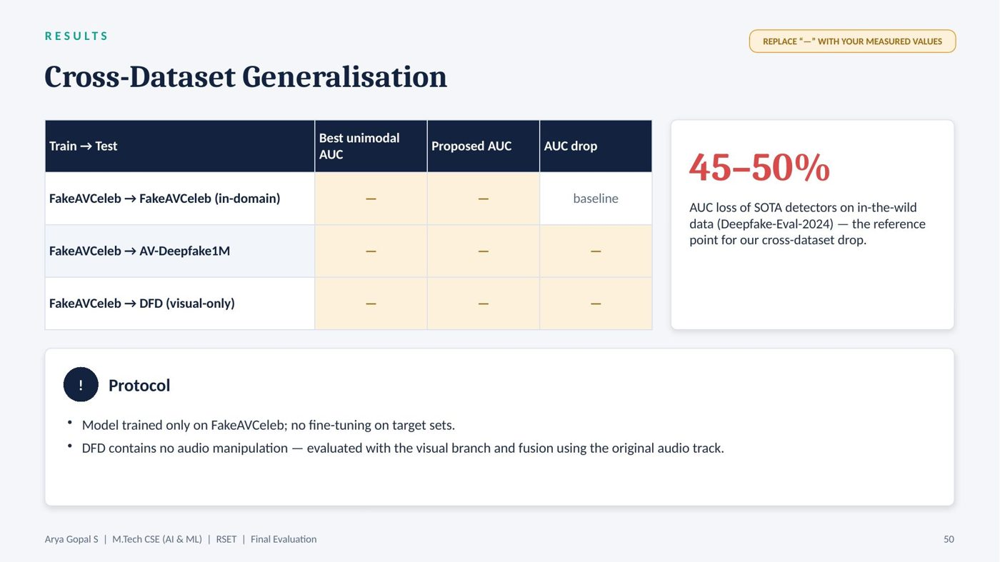 RESULTS
REPLACE “—” WITH YOUR MEASURED VALUES
Cross-Dataset Generalisation
Train → Test
Best unimodal
AUC
Proposed AUC
AUC drop
FakeAVCeleb → FakeAVCeleb (in-domain)
—
—
baseline
FakeAVCeleb → AV-Deepfake1M
—
—
—
FakeAVCeleb → DFD (visual-only)
—
—
—
45–50%
AUC loss of SOTA detectors on in-the-wild
data (Deepfake-Eval-2024) — the reference
point for our cross-dataset drop.
!
Protocol
• Model trained only on FakeAVCeleb; no fine-tuning on target sets.
• DFD contains no audio manipulation — evaluated with the visual branch and fusion using the original audio track.
Arya Gopal S | M.Tech CSE (AI & ML) | RSET | Final Evaluation
50